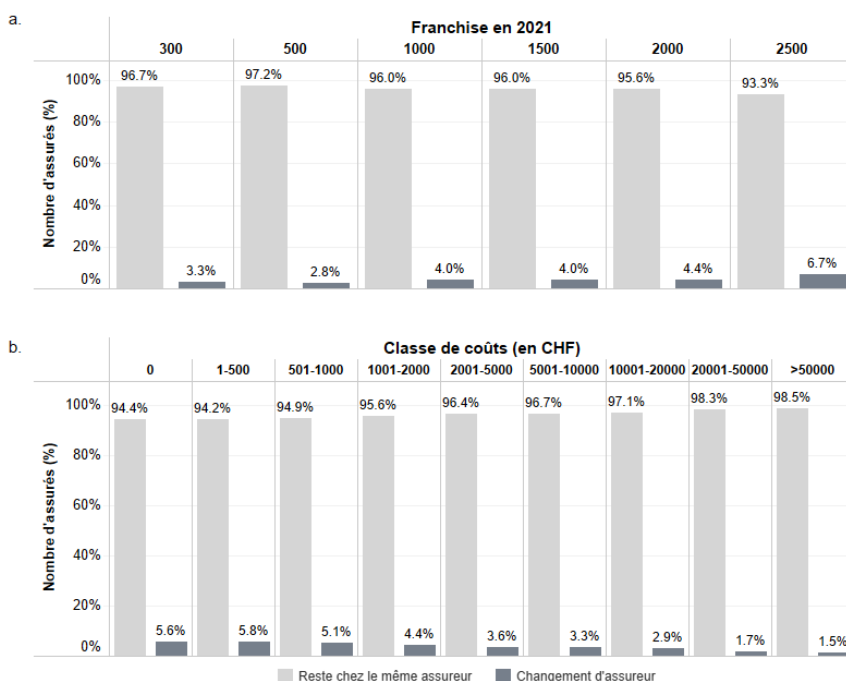 a.
Franchise en 2021
300 500 1000 1500 2000 2500
Nombre d'assurés (%)
100%
80%
60%
40%
20%
0%
96.7% 3.3% 97.2% 2.8% 96.0% 4.0% 96.0% 4.0% 95.6% 4.4% 93.3% 6.7%
b.
Classe de coûts (en CHF)
0 1-500 501-1000 1001-2000 2001-5000 5001-10000 10001-20000 20001-50000 >50000
Nombre d'assurés (%)
100%
80%
60%
40%
20%
0%
94.4% 5.6% 94.2% 5.8% 94.9% 5.1% 95.6% 4.4% 96.4% 3.6% 96.7% 3.3% 97.1% 2.9% 98.3% 1.7% 98.5% 1.5%
Reste chez le même assureur Changement d'assureur